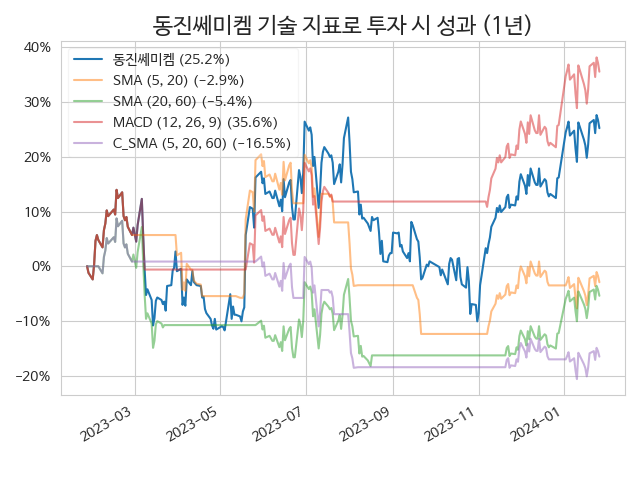 동진쎄미켐 기술 지표로 투자 시 성과 (1년)
40%
30%
20%
10%
0%
−10%
−20%
동진쎄미켐 (25.2%)
SMA (5, 20) (−2.9%)
SMA (20, 60) (−5.4%)
MACD (12, 26, 9) (35.6%)
C_SMA (5, 20, 60) (−16.5%)
2023−03
2023−05
2023−07
2023−09
2023−11
2024−01